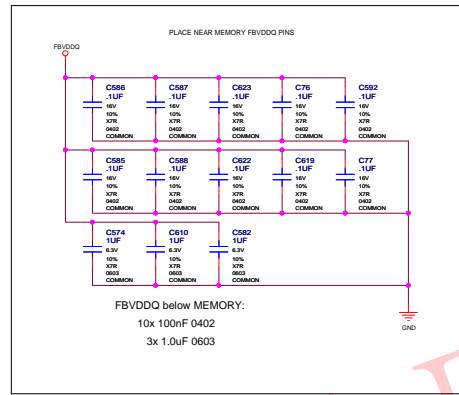 PLACE NEAR MEMORY FBVDDQ PINS
FBVDDQ
C586 C587 C623 C76 C592
.1UF .1UF .1UF .1UF .1UF
16V 16V 16V 16V 16V
10% 10% 10% 10% 10%
X7R X7R X7R X7R X7R
0402 0402 0402 0402 0402
COMMON COMMON COMMON COMMON COMMON
C585 C588 C622 C619 C77
.1UF .1UF .1UF .1UF .1UF
16V 16V 16V 16V 16V
10% 10% 10% 10% 10%
X7R X7R X7R X7R X7R
0402 0402 0402 0402 0402
COMMON COMMON COMMON COMMON COMMON
C574 C610 C582
1UF 1UF 1UF
6.3V 6.3V 6.3V
10% 10% 10%
X7R X7R X7R
0603 0603 0603
COMMON COMMON COMMON
FBVDDQ below MEMORY:
10x 100nF 0402
3x 1.0uF 0603
GND